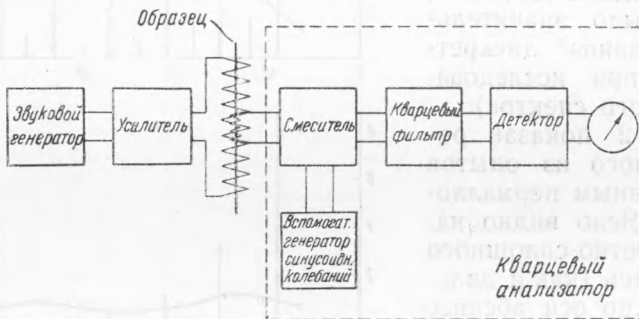 Образец
Звуковой
генератор
Усилитель
Смеситель
Кварцевый
фильтр
Детектор
Вспомогат.
генератор
синусоидн.
колебаний
Кварцевый
анализатор